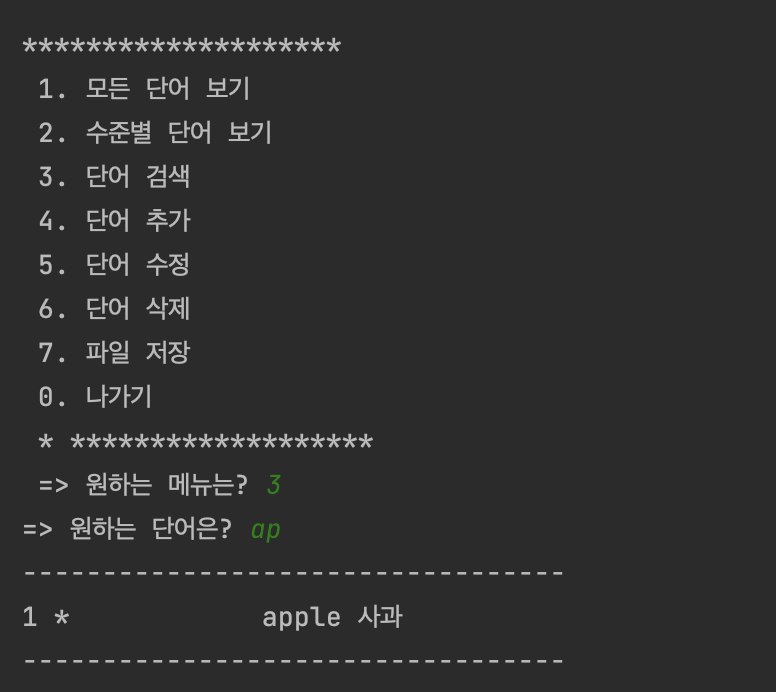 ********************
1. 모든 단어 보기
2. 수준별 단어 보기
3. 단어 검색
4. 단어 추가
5. 단어 수정
6. 단어 삭제
7. 파일 저장
0. 나가기
* *******************
=> 원하는 메뉴는? 3
=> 원하는 단어은? ap
----------------------------------
1 *            apple 사과
----------------------------------